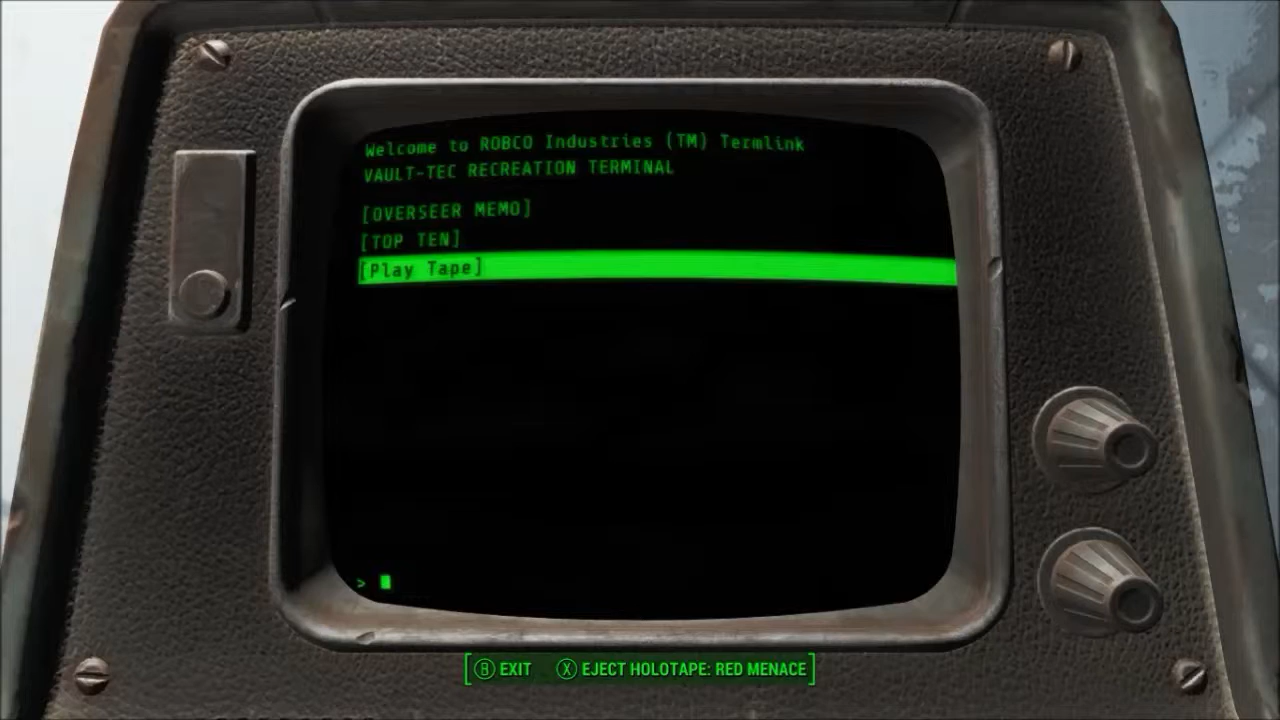 Welcome to ROBCO Industries (TM) Termlink
VAULT-TEC RECREATION TERMINAL
[OVERSEER MEMO]
[TOP TEN]
[Play Tape]
>
(B) EXIT (X) EJECT HOLOTAPE: RED MENACE